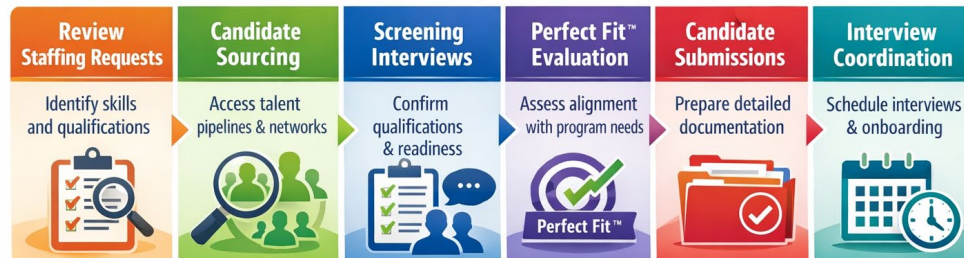 Review
Staffing Requests
Identify skills
and qualifications
Candidate
Sourcing
Access talent
pipelines & networks
Screening
Interviews
Confirm
qualifications
& readiness
Perfect Fit™
Evaluation
Assess alignment
with program needs
Perfect Fit™
Candidate
Submissions
Prepare detailed
documentation
Interview
Coordination
Schedule interviews
& onboarding